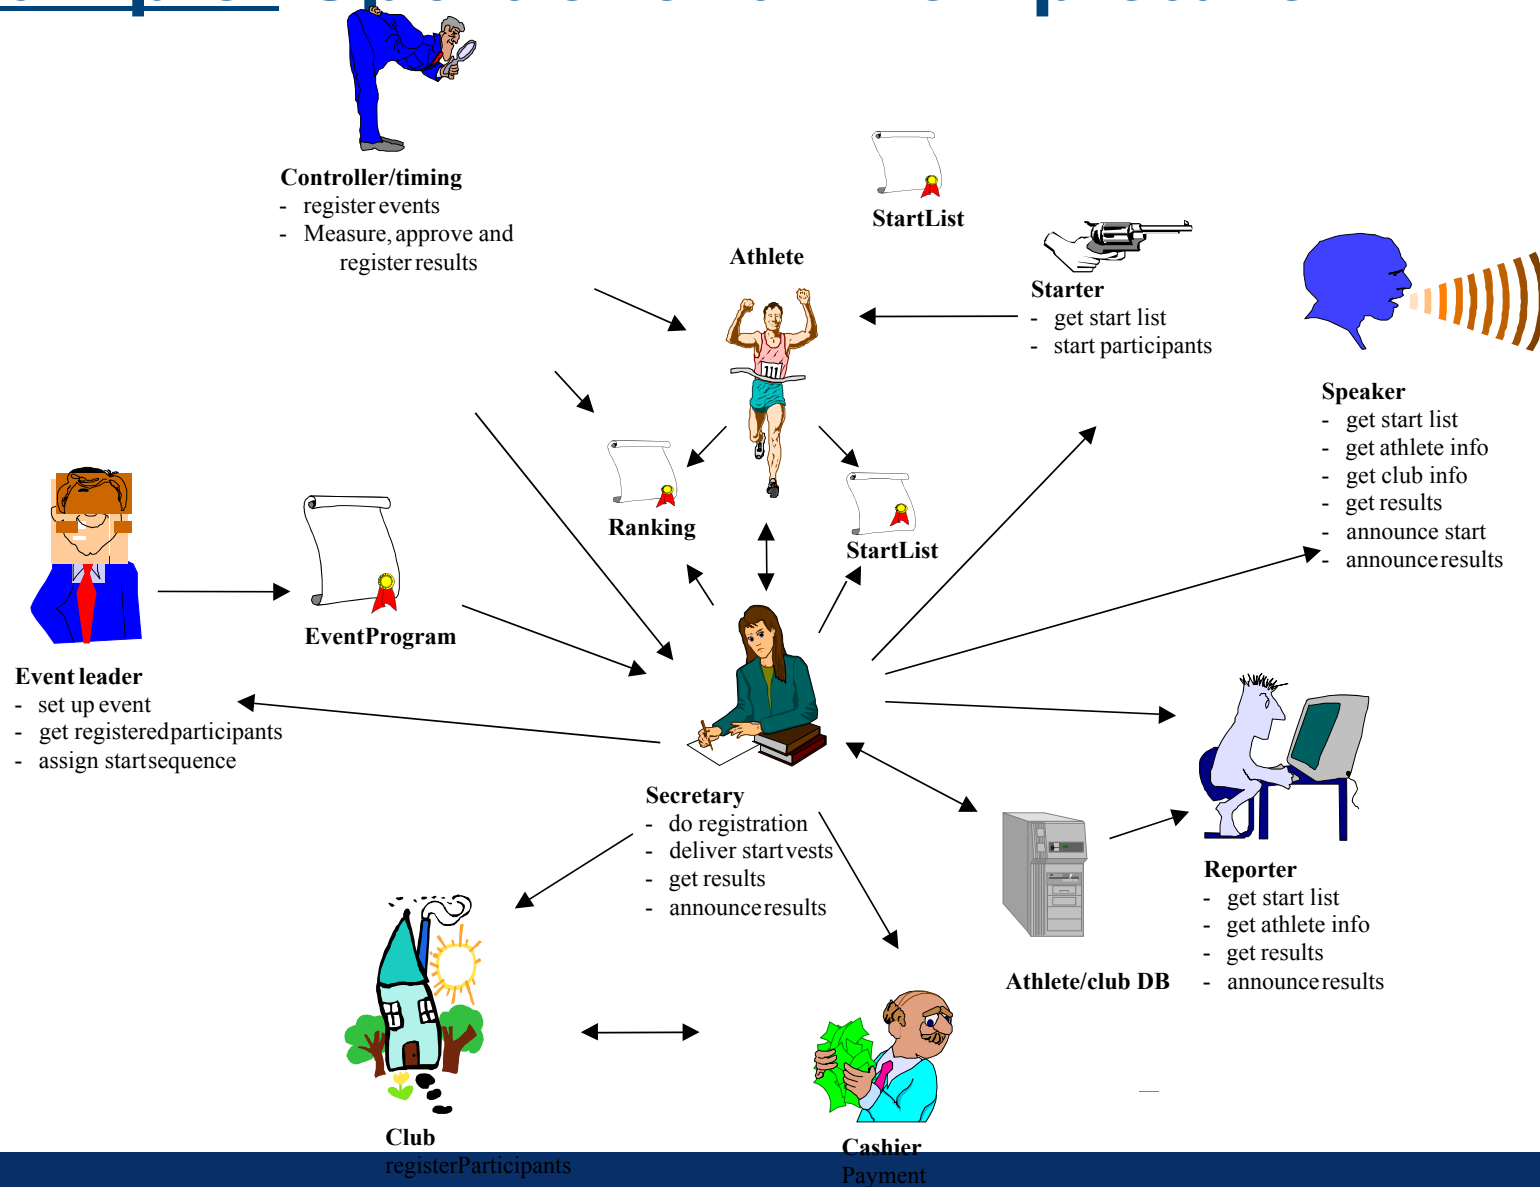 Controller/timing
- register events
- Measure, approve and
register results
StartList
Athlete
111
Starter
- get start list
- start participants
Speaker
- get start list
- get athlete info
- get club info
- get results
- announce start
- announce results
Ranking
StartList
EventProgram
Event leader
- set up event
- get registered participants
- assign start sequence
Secretary
- do registration
- deliver start vests
- get results
- announce results
Athlete/club DB
Reporter
- get start list
- get athlete info
- get results
- announce results
Club
registerParticipants
Cashier
Payment